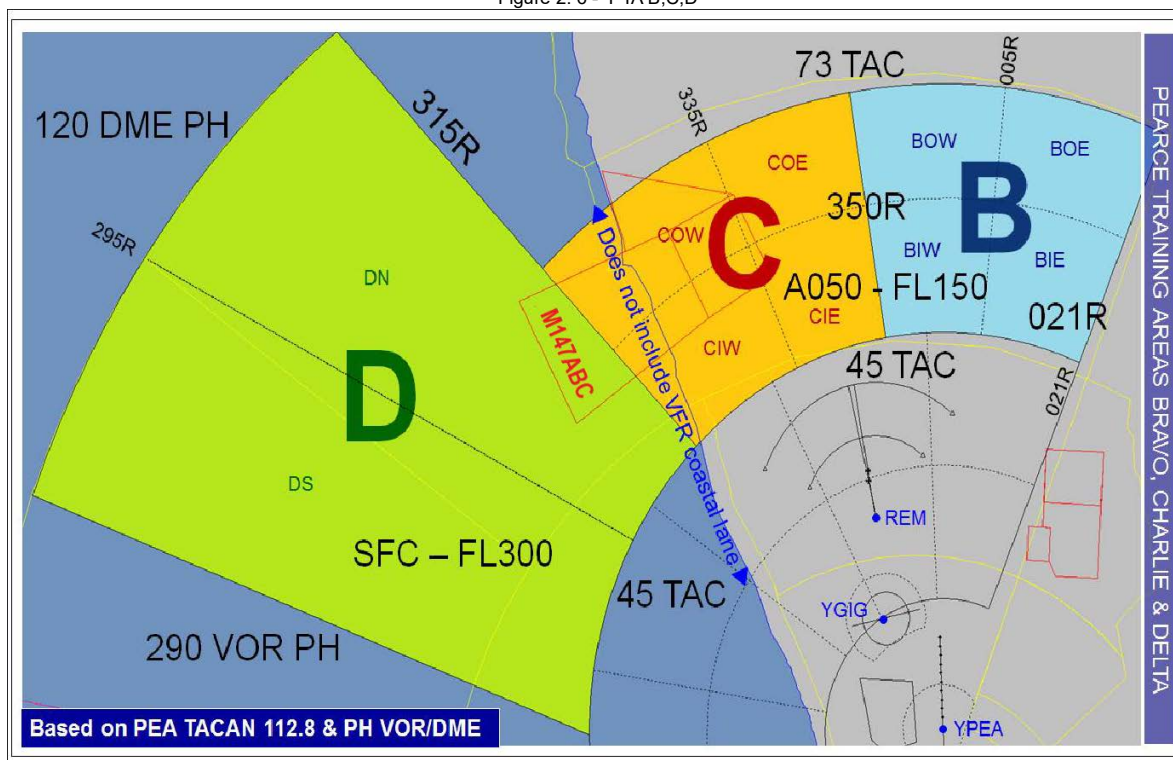 73 TAC
005R
120 DME PH
315R
335R
COE
BOW
BOE
B
295R
COW
C
350R
BIW
BIE
DN
A050 - FL150
CIE
021R
M147ABC
CIW
45 TAC
021R
Does not include VFR coastal lane
D
DS
REM
SFC – FL300
45 TAC
YGIG
290 VOR PH
YPEA
Based on PEA TACAN 112.8 & PH VOR/DME
PEARCE TRAINING AREAS BRAVO, CHARLIE & DELTA